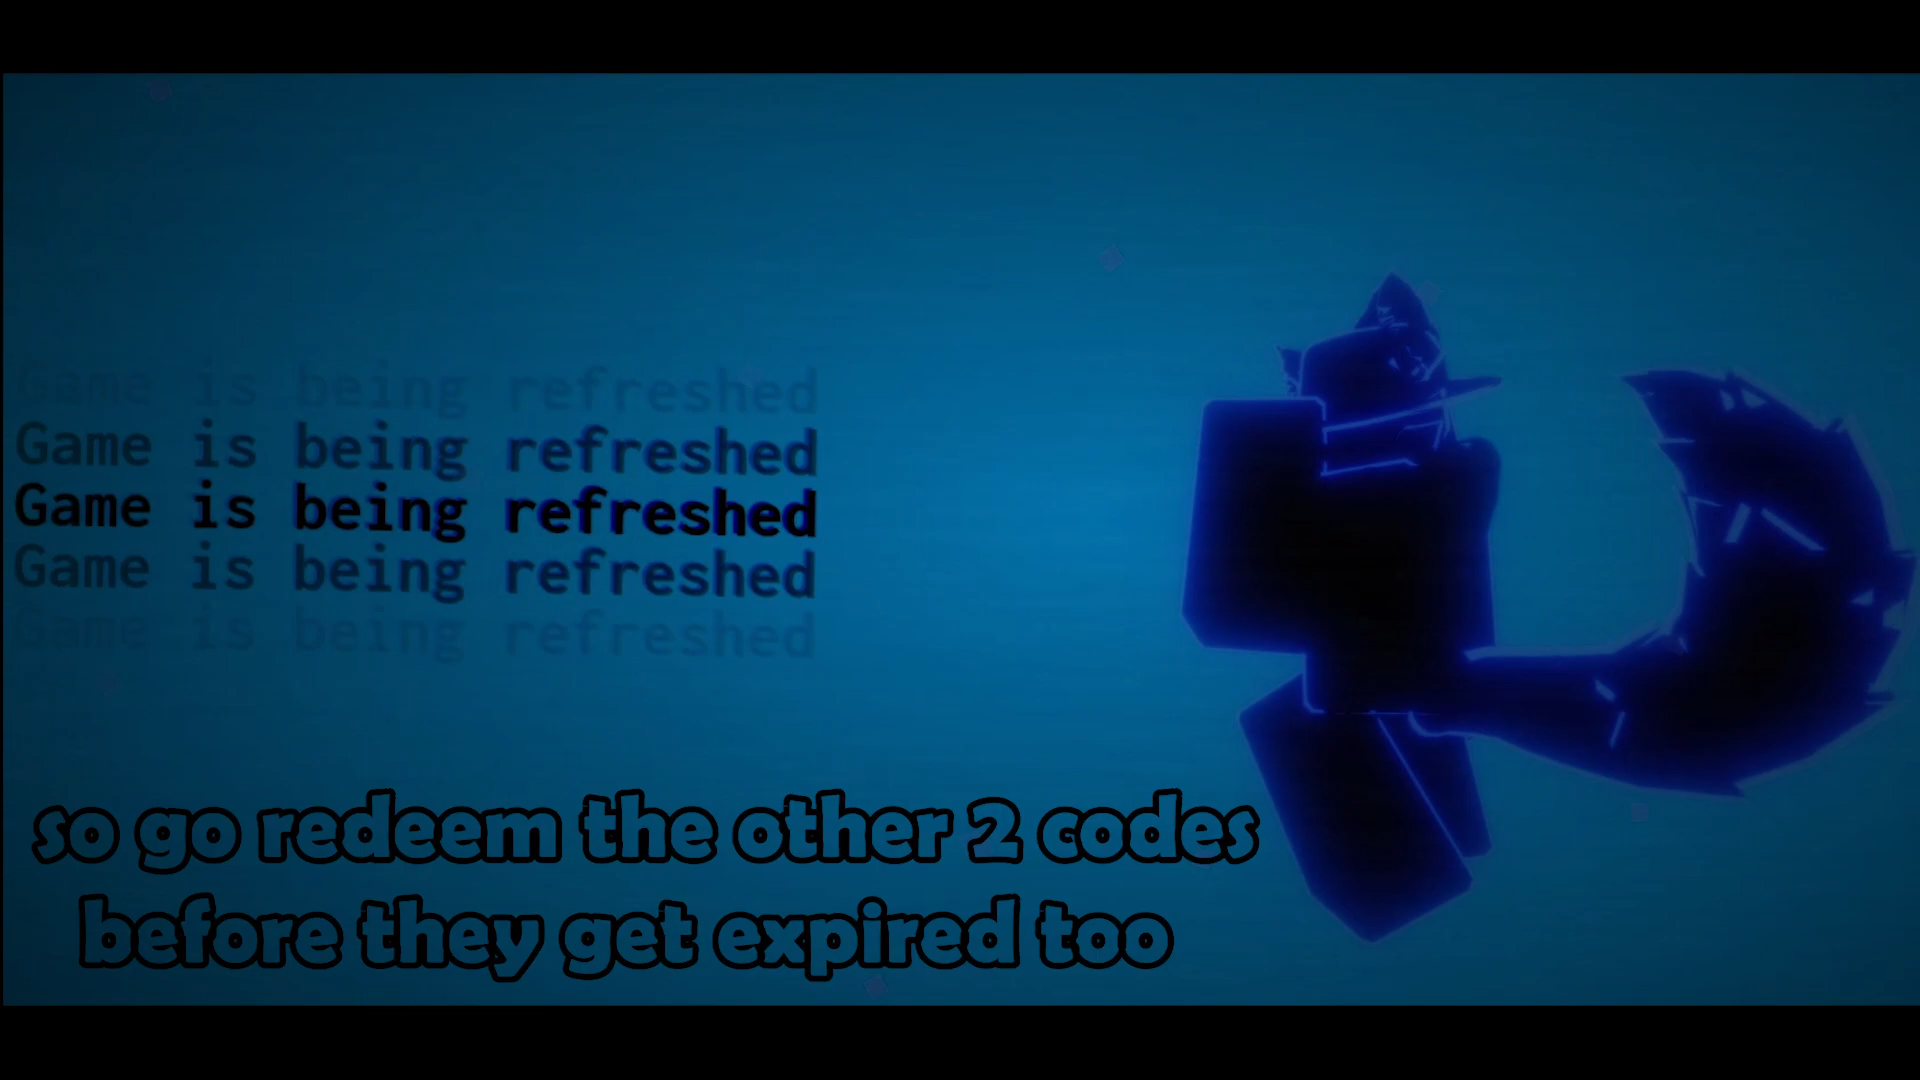 Game is being refreshed
Game is being refreshed
Game is being refreshed
Game is being refreshed
Game is being refreshed
so go redeem the other 2 codes
before they get expired too